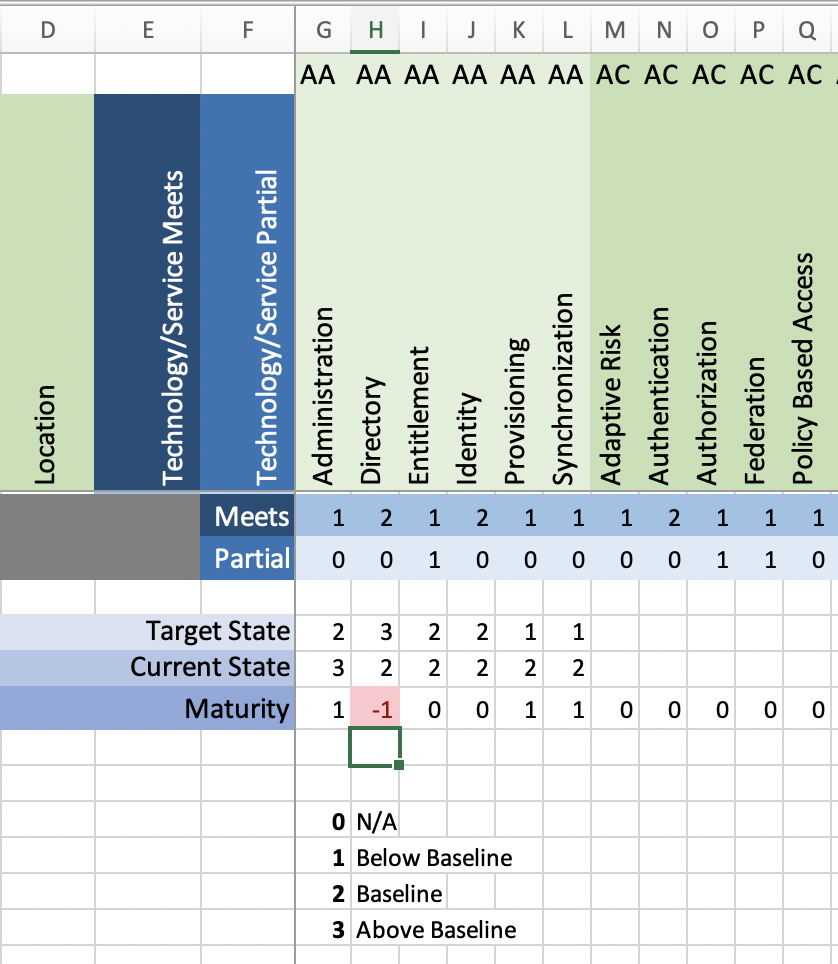 D E F G H I J K L M N O P Q
AA AA AA AA AA AA AC AC AC AC AC
Location
Technology/Service Meets
Technology/Service Partial
Administration
Directory
Entitlement
Identity
Provisioning
Synchronization
Adaptive Risk
Authentication
Authorization
Federation
Policy Based Access
Meets 1 2 1 2 1 1 1 2 1 1 1
Partial 0 0 1 0 0 0 0 0 1 1 0
Target State 2 3 2 2 1 1
Current State 3 2 2 2 2 2
Maturity 1 -1 0 0 1 1 0 0 0 0 0
0 N/A
1 Below Baseline
2 Baseline
3 Above Baseline